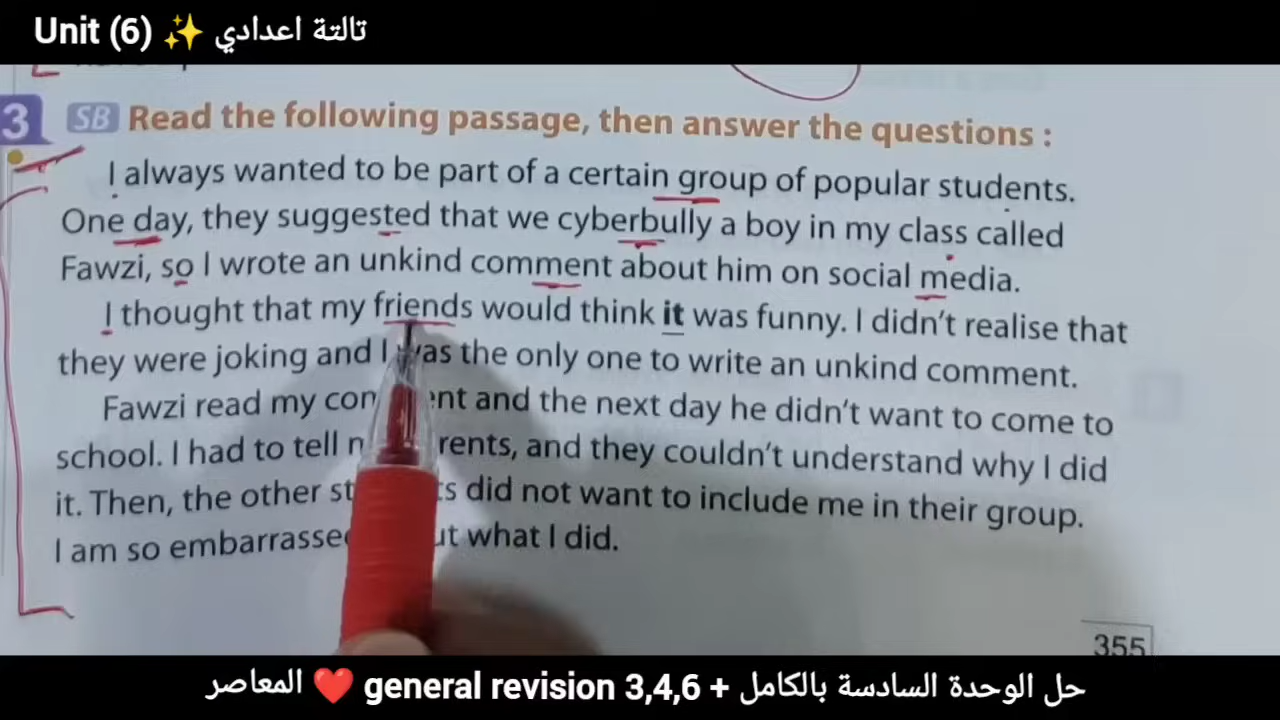 Unit (6) ✨ تالتة اعدادي
3 SB Read the following passage, then answer the questions :
I always wanted to be part of a certain group of popular students.
One day, they suggested that we cyberbully a boy in my class called
Fawzi, so I wrote an unkind comment about him on social media.
I thought that my friends would think it was funny. I didn't realise that
they were joking and I was the only one to write an unkind comment.
Fawzi read my and the next day he didn't want to come to
school. I had to tell and they couldn't understand why I did
it. Then, the other did not want to include me in their group.
I am so embarrassed what I did.
355
حل الوحدة السادسة بالكامل + general revision 3,4,6 ❤️ المعاصر